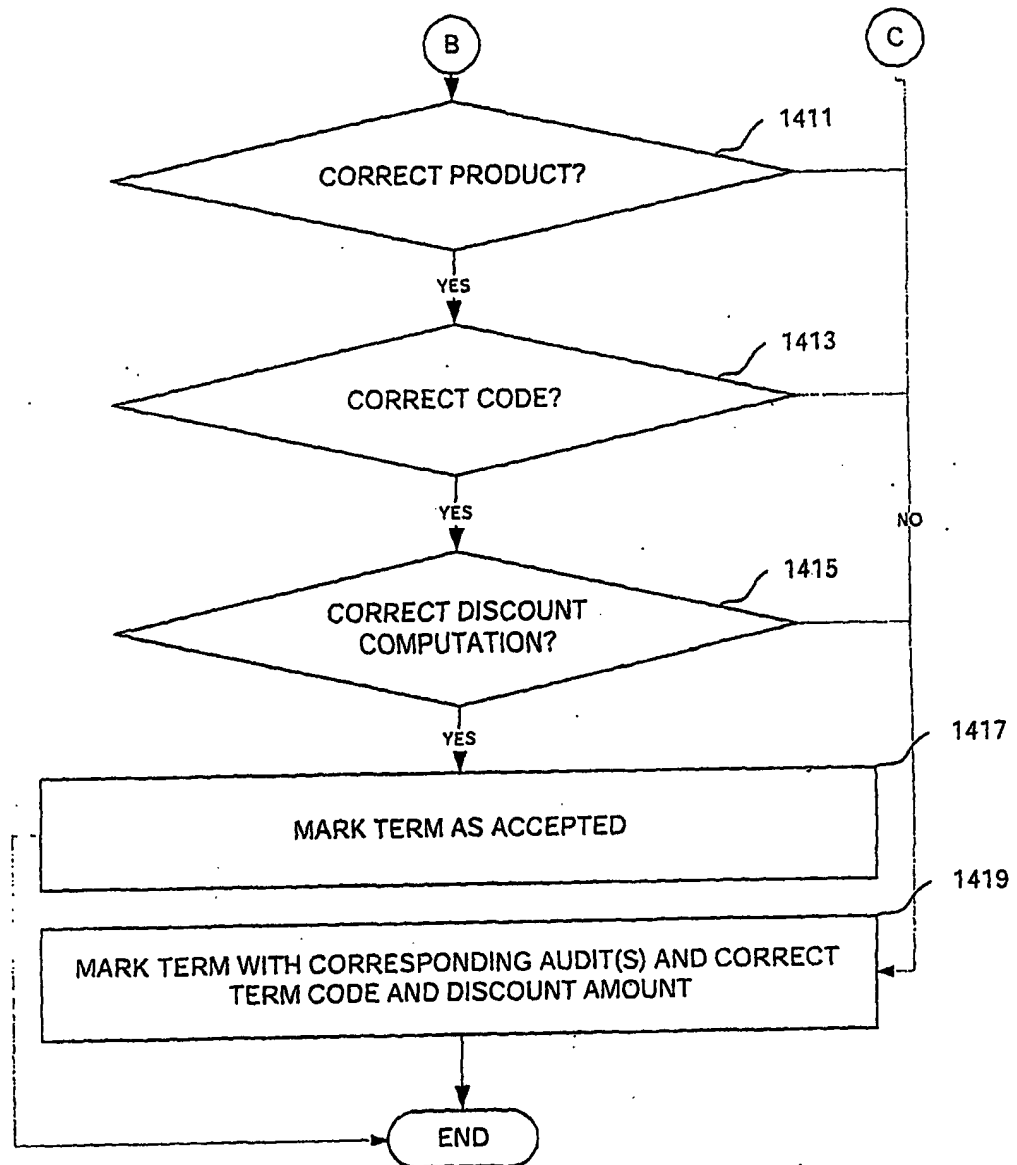 B
C
1411
CORRECT PRODUCT?
YES
1413
CORRECT CODE?
YES
NO
1415
CORRECT DISCOUNT
COMPUTATION?
YES
1417
MARK TERM AS ACCEPTED
1419
MARK TERM WITH CORRESPONDING AUDIT(S) AND CORRECT
TERM CODE AND DISCOUNT AMOUNT
END